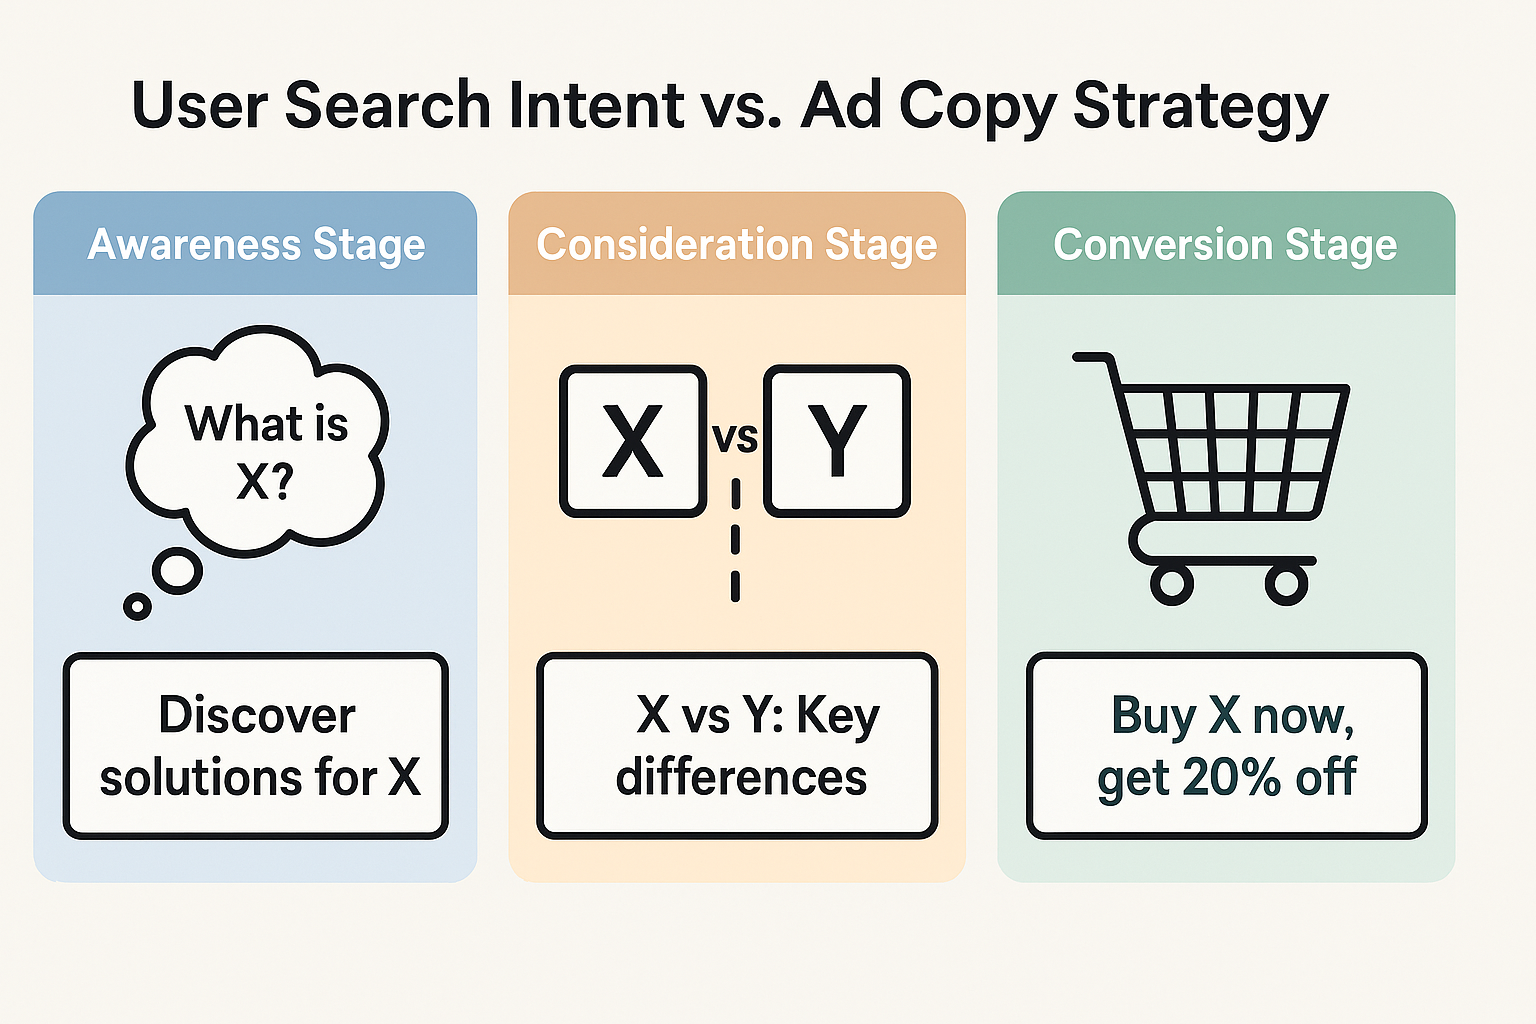 User Search Intent vs. Ad Copy Strategy
Awareness Stage
What is
X?
Discover
solutions for X
Consideration Stage
X vs Y
X vs Y: Key
differences
Conversion Stage
Buy X now,
get 20% off